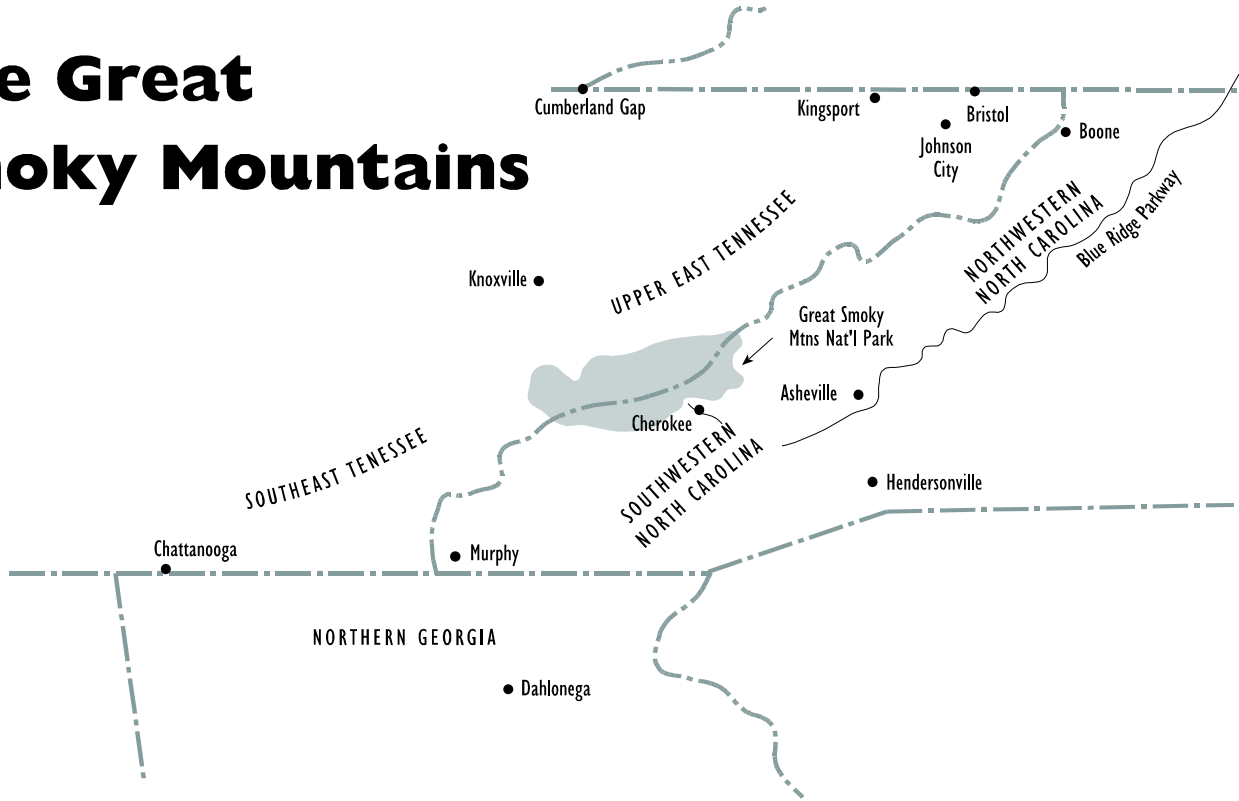 e Great
oky Mountains
Cumberland Gap
Kingsport
Bristol
Johnson
City
Boone
NORTHWESTERN
NORTH CAROLINA
Blue Ridge Parkway
UPPER EAST TENNESSEE
Knoxville
Great Smoky
Mtns Nat'l Park
Asheville
Cherokee
SOUTHWESTERN
NORTH CAROLINA
SOUTHEAST TENESSEE
Hendersonville
Chattanooga
Murphy
NORTHERN GEORGIA
Dahlonega